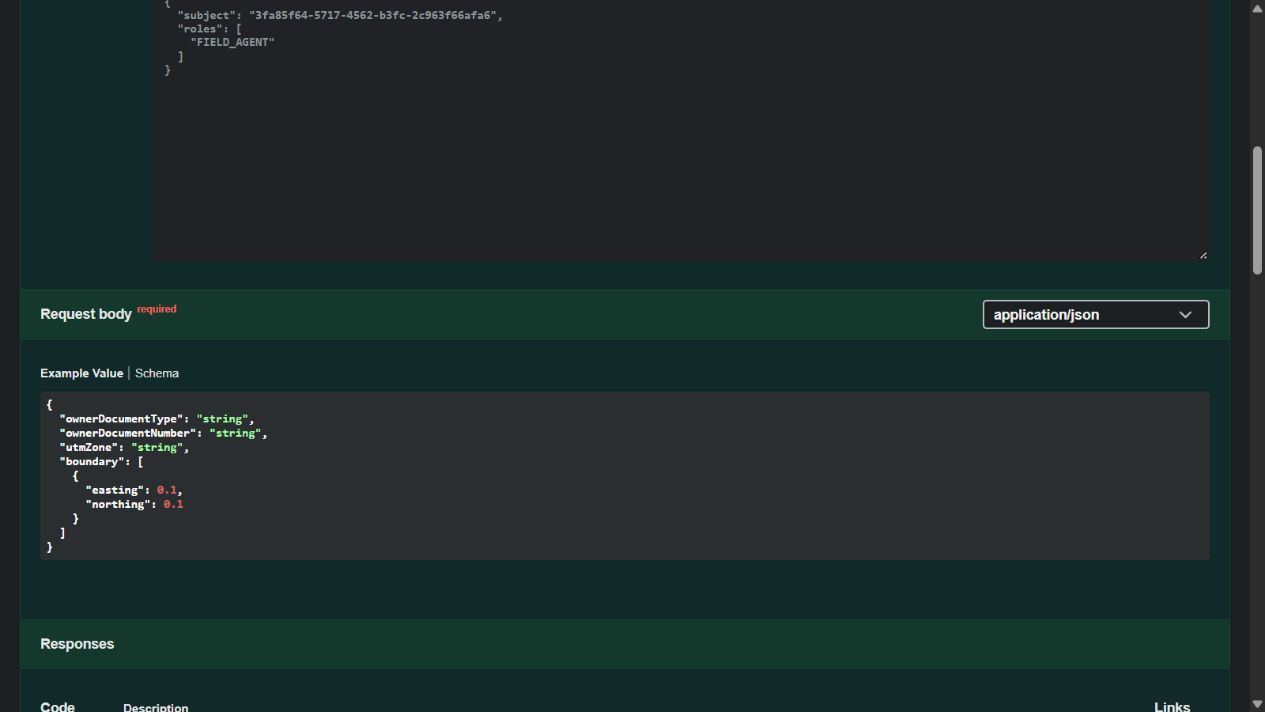 {
  "subject": "3fa85f64-5717-4562-b3fc-2c963f66afa6",
  "roles": [
    "FIELD_AGENT"
  ]
}
Request body required
application/json
Example Value | Schema
{
  "ownerDocumentType": "string",
  "ownerDocumentNumber": "string",
  "utmZone": "string",
  "boundary": [
    {
      "easting": 0.1,
      "northing": 0.1
    }
  ]
}
Responses
Code Description Links